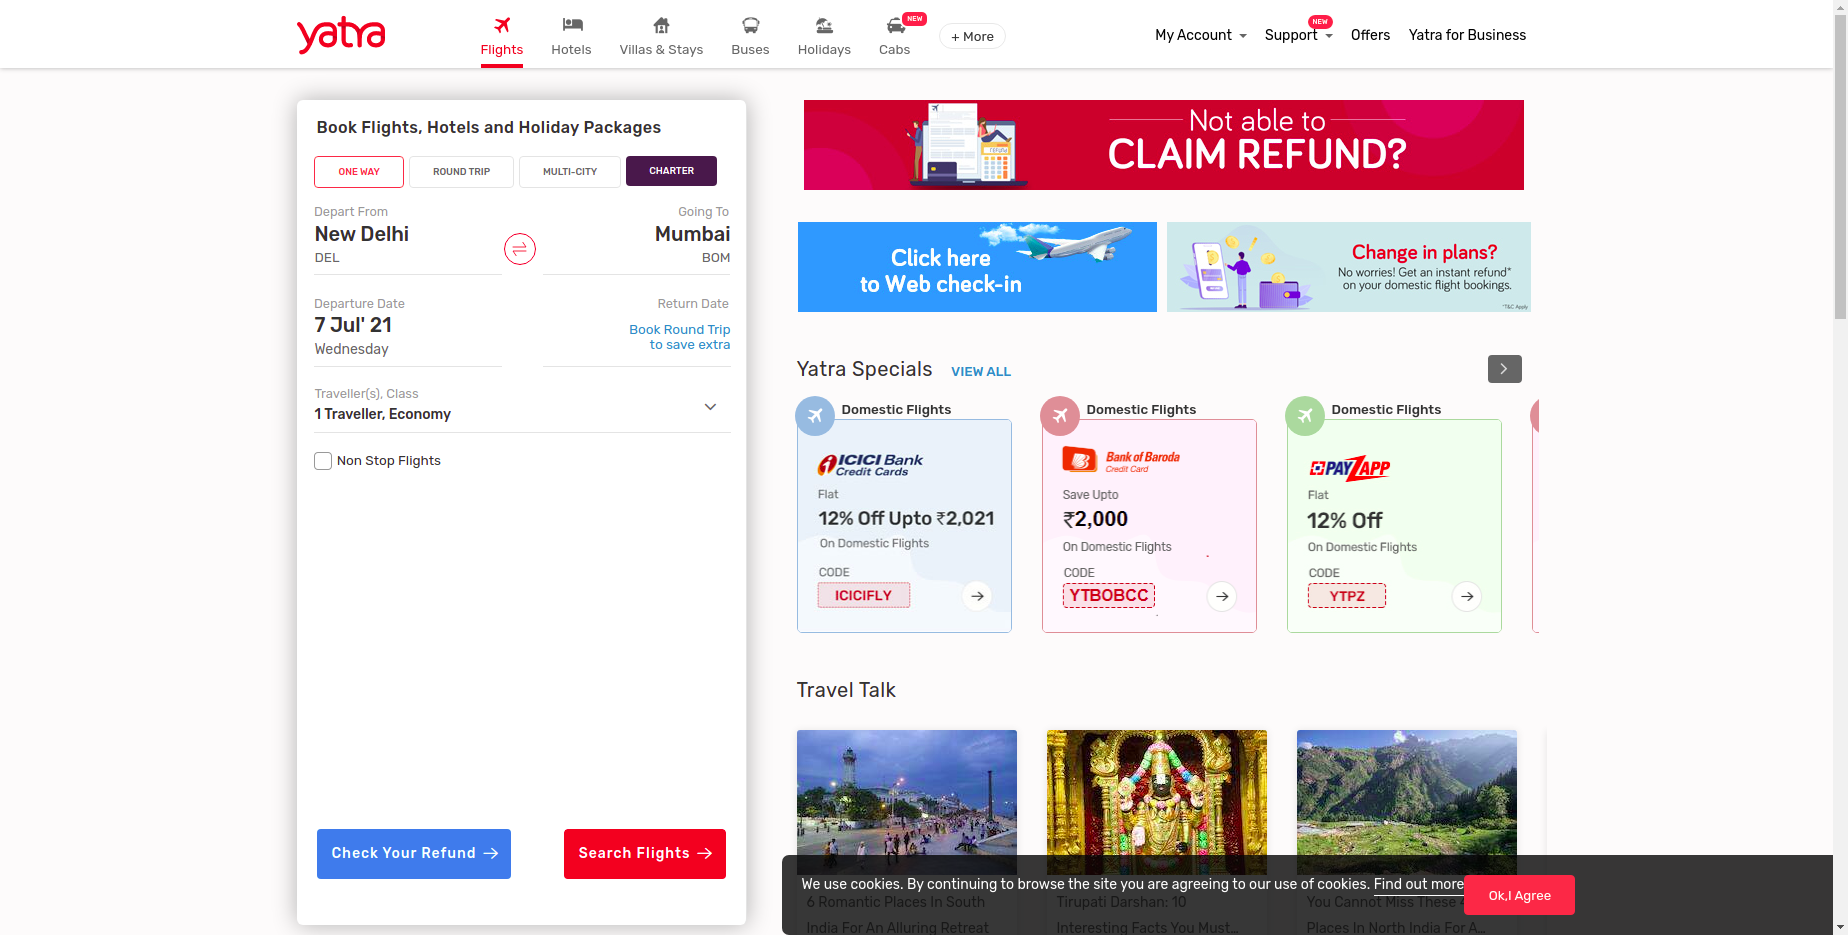 yatra
Flights
Hotels
Villas & Stays
Buses
Holidays
Cabs
NEW
+ More
My Account
Support
NEW
Offers
Yatra for Business
Book Flights, Hotels and Holiday Packages
ONE WAY
ROUND TRIP
MULTI-CITY
CHARTER
Depart From
New Delhi
DEL
Going To
Mumbai
BOM
Departure Date
7 Jul' 21
Wednesday
Return Date
Book Round Trip
to save extra
Traveller(s), Class
1 Traveller, Economy
Non Stop Flights
Check Your Refund
Search Flights
Not able to
CLAIM REFUND?
Click here
to Web check-in
Change in plans?
No worries! Get an instant refund*
on your domestic flight bookings.
*T&C Apply
Yatra Specials
VIEW ALL
Domestic Flights
ICICI Bank
Credit Cards
Flat
12% Off Upto ₹2,021
On Domestic Flights
CODE
ICICIFLY
Domestic Flights
Bank of Baroda
Credit Card
Save Upto
₹2,000
On Domestic Flights
CODE
YTBOBCC
Domestic Flights
PAYZAPP
Flat
12% Off
On Domestic Flights
CODE
YTPZ
Travel Talk
We use cookies. By continuing to browse the site you are agreeing to our use of cookies. Find out more
Ok,I Agree
6 Romantic Places In South
India For An Alluring Retreat
Tirupati Darshan: 10
Interesting Facts You Must...
You Cannot Miss These 4
Places In North India For A...